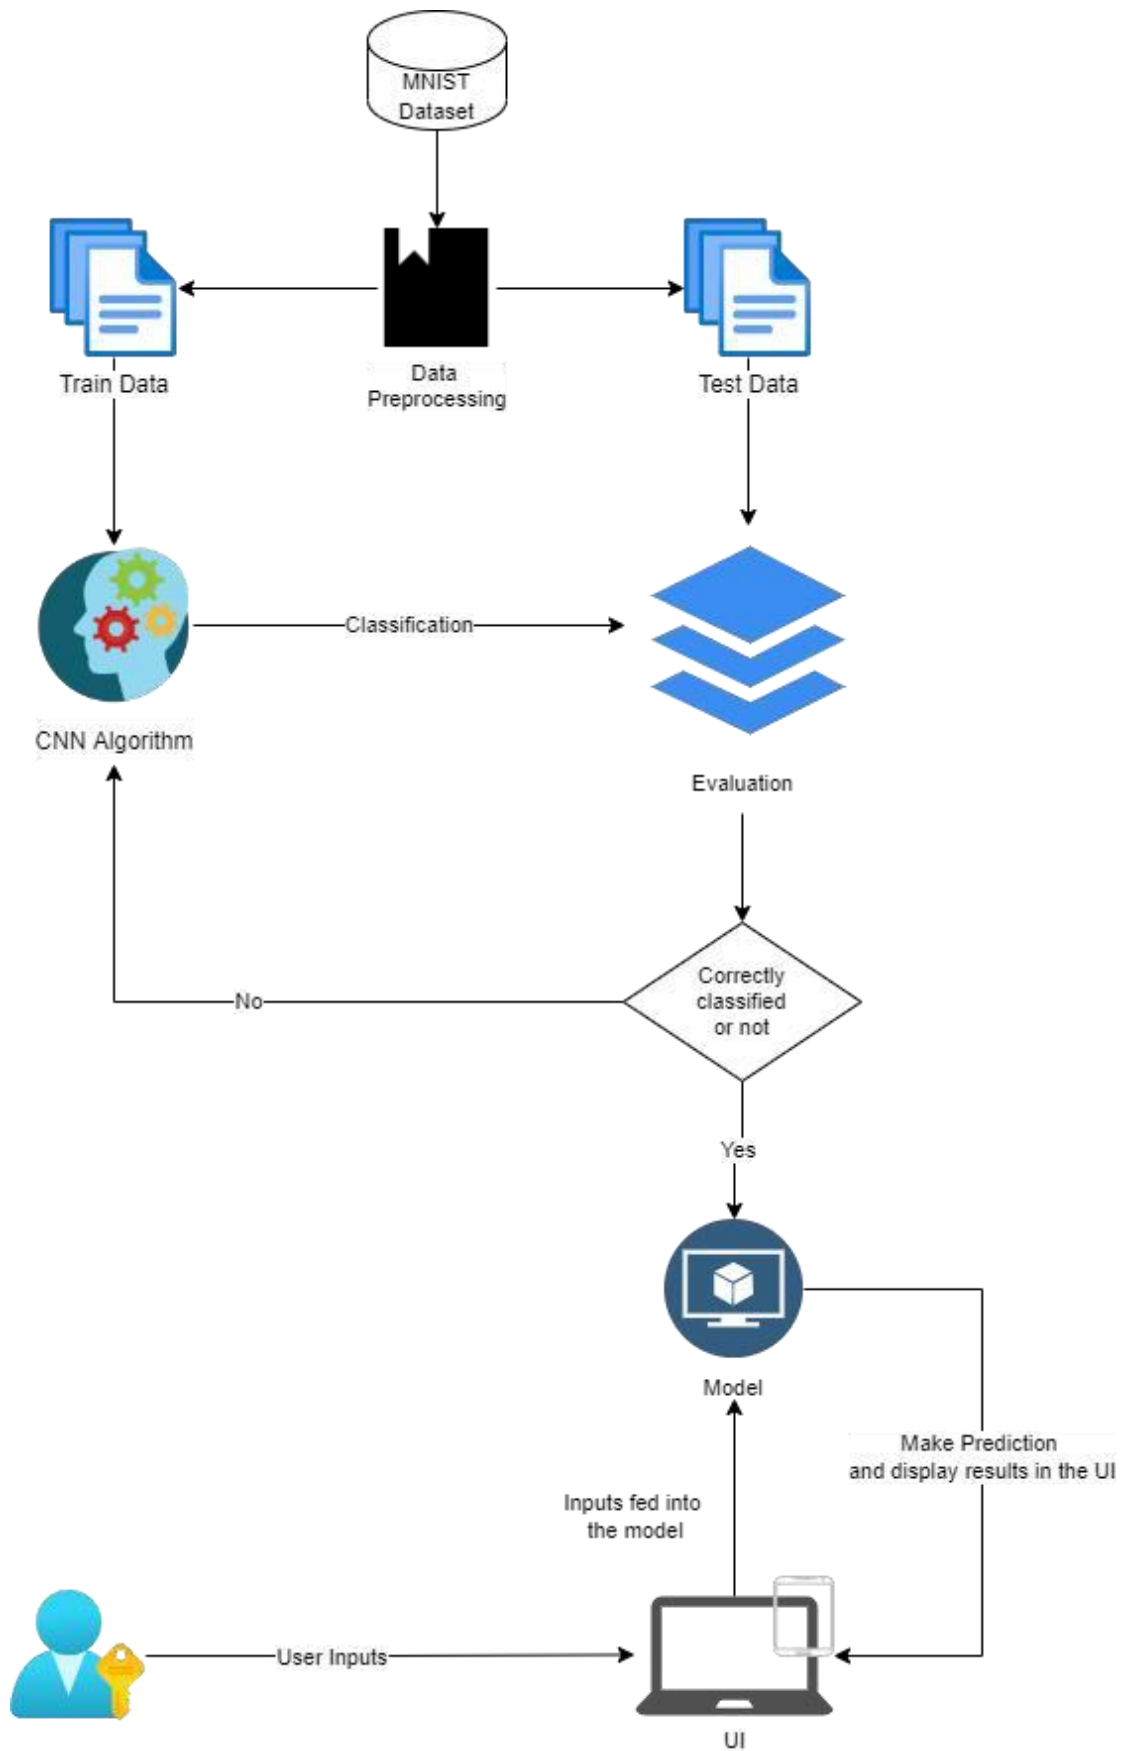 MNIST
Dataset
Train Data
Data
Preprocessing
Test Data
Classification
CNN Algorithm
Evaluation
Correctly
classified
or not
No
Yes
Model
Make Prediction
and display results in the UI
Inputs fed into
the model
User Inputs
UI